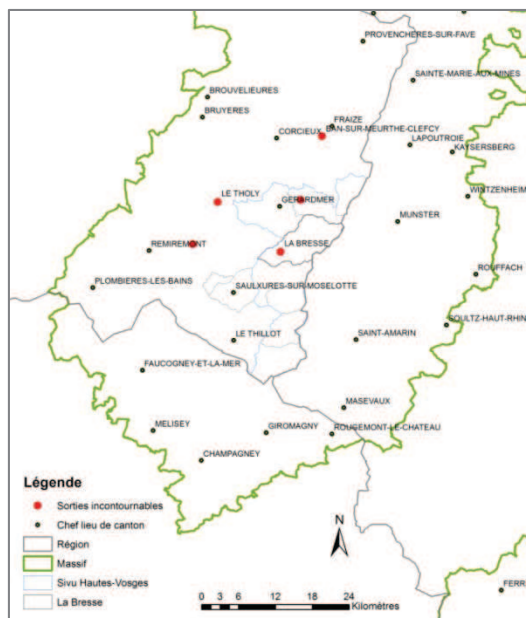 PROVENCHERES-SUR-FAVE
SAINTE-MARIE-AUX-MINES
BROUVELIEURES
BRUYERES
FRAIZE
CORCIEUX
BAN-SUR-MEURTHE-CLEFCY
LAPOUTROIE
KAYSERSBERG
LE THOLY
GERARDMER
WINTZENHEIM
MUNSTER
REMIREMONT
LA BRESSE
ROUFFACH
PLOMBIERES-LES-BAINS
SAULXURES-SUR-MOSELOTTE
SOULTZ-HAUT-RHIN
LE THILLOT
SAINT-AMARIN
FAUCOGNEY-ET-LA-MER
MASEVAUX
MELISEY
GIROMAGNY
ROUGEMONT-LE-CHATEAU
CHAMPAGNEY
Légende
Sorties incontournables
Chef lieu de canton
Région
Massif
Sivu Hautes-Vosges
La Bresse
N
0 3 6 12 18 24
Kilomètres
FERR